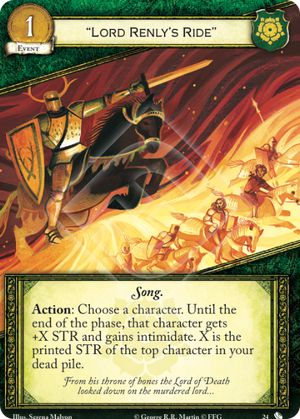 1
EVENT
"LORD RENLY'S RIDE"
Song.
Action: Choose a character. Until the
end of the phase, that character gets
+X STR and gains intimidate. X is the
printed STR of the top character in your
dead pile.
From his throne of bones the Lord of Death
looked down on the murdered lord...
Illus. Serena Malyon
© George R.R. Martin © FFG
24